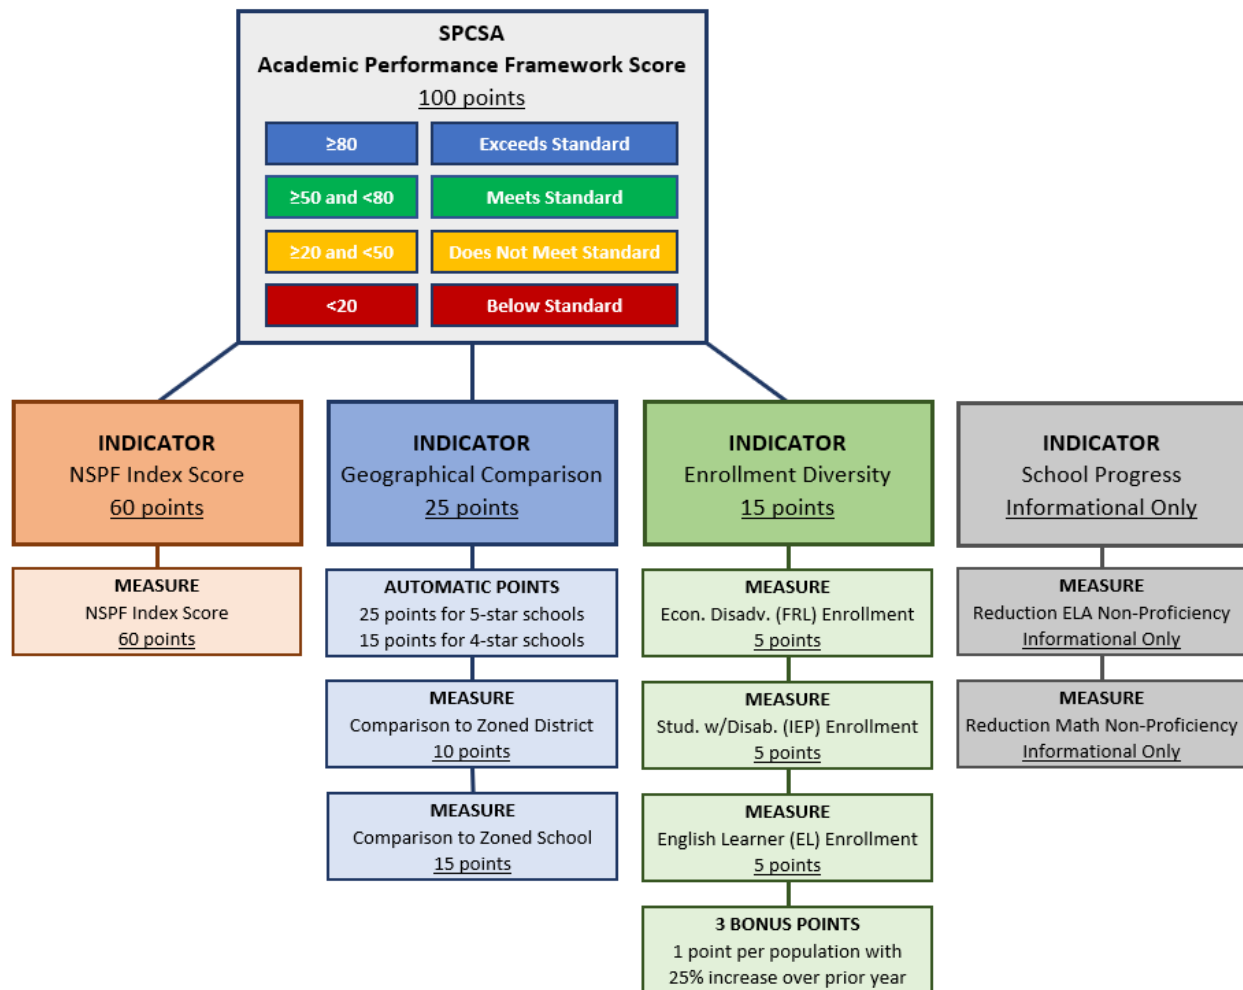 SPCSA
Academic Performance Framework Score
100 points
≥80
Exceeds Standard
≥50 and <80
Meets Standard
≥20 and <50
Does Not Meet Standard
<20
Below Standard
INDICATOR
NSPF Index Score
60 points
MEASURE
NSPF Index Score
60 points
INDICATOR
Geographical Comparison
25 points
AUTOMATIC POINTS
25 points for 5-star schools
15 points for 4-star schools
MEASURE
Comparison to Zoned District
10 points
MEASURE
Comparison to Zoned School
15 points
INDICATOR
Enrollment Diversity
15 points
MEASURE
Econ. Disadv. (FRL) Enrollment
5 points
MEASURE
Stud. w/Disab. (IEP) Enrollment
5 points
MEASURE
English Learner (EL) Enrollment
5 points
3 BONUS POINTS
1 point per population with
25% increase over prior year
INDICATOR
School Progress
Informational Only
MEASURE
Reduction ELA Non-Proficiency
Informational Only
MEASURE
Reduction Math Non-Proficiency
Informational Only